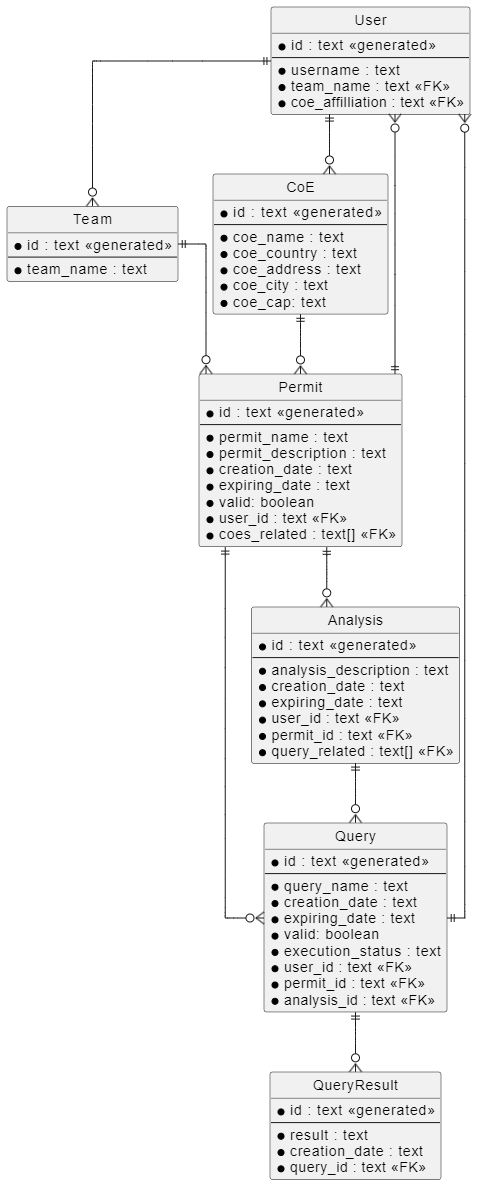 User
id : text «generated»
username : text
team_name : text «FK»
coe_affilliation : text «FK»
CoE
id : text «generated»
coe_name : text
coe_country : text
coe_address : text
coe_city : text
coe_cap: text
Team
id : text «generated»
team_name : text
Permit
id : text «generated»
permit_name : text
permit_description : text
creation_date : text
expiring_date : text
valid: boolean
user_id : text «FK»
coes_related : text[] «FK»
Analysis
id : text «generated»
analysis_description : text
creation_date : text
expiring_date : text
user_id : text «FK»
permit_id : text «FK»
query_related : text[] «FK»
Query
id : text «generated»
query_name : text
creation_date : text
expiring_date : text
valid: boolean
execution_status : text
user_id : text «FK»
permit_id : text «FK»
analysis_id : text «FK»
QueryResult
id : text «generated»
result : text
creation_date : text
query_id : text «FK»